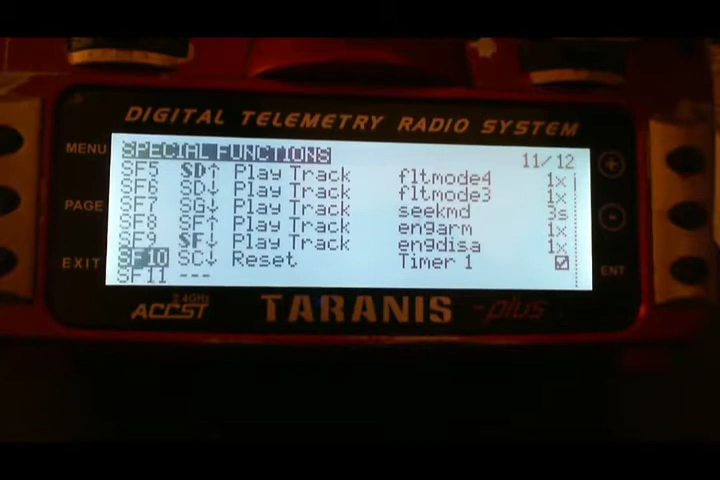 DIGITAL TELEMETRY RADIO SYSTEM
MENU
PAGE
EXIT
SPECIAL FUNCTIONS 11/12
SF5 SD↑ Play Track fltmode4 1x
SF6 SD↓ Play Track fltmode3 1x
SF7 SG↓ Play Track seekmd 3s
SF8 SF↑ Play Track engarm 1x
SF9 SF↓ Play Track engdisa 1x
SF10 SC↓ Reset Timer 1 ☑
SF11 ---
+
-
ENT
2.4GHz
ACCST
TARANIS -plus